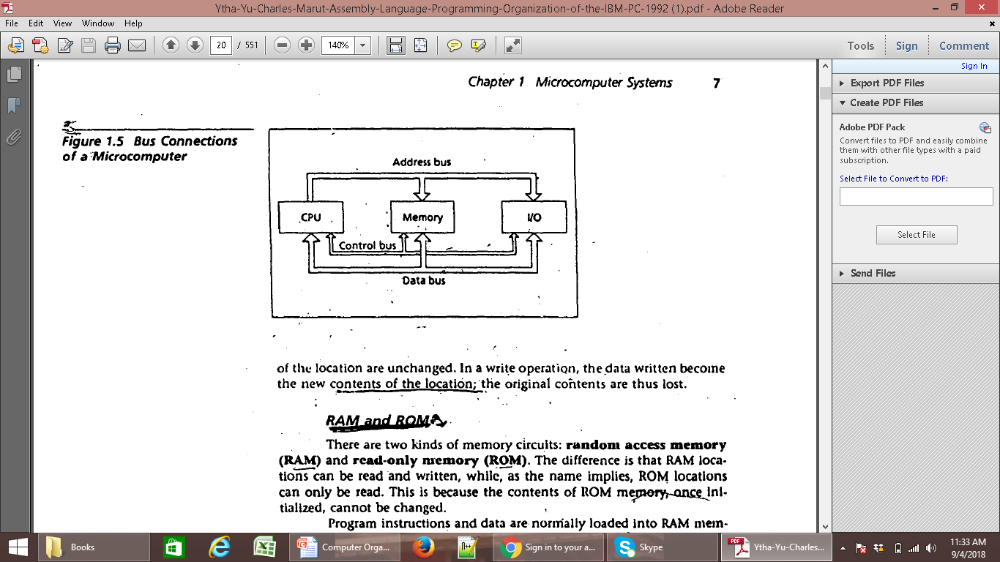 Ytha-Yu-Charles-Marut-Assembly-Language-Programming-Organization-of-the-IBM-PC-1992 (1).pdf - Adobe Reader
File Edit View Window Help
20 / 551
140%
Tools Sign Comment
Sign In
Export PDF Files
Create PDF Files
Adobe PDF Pack
Convert files to PDF and easily combine
them with other file types with a paid
subscription.
Select File to Convert to PDF:
Select File
Send Files
Chapter 1 Microcomputer Systems 7
Figure 1.5 Bus Connections
of a Microcomputer
Address bus
CPU
Memory
I/O
Control bus
Data bus
of the location are unchanged. In a write operation, the data written become
the new contents of the location; the original contents are thus lost.
RAM and ROM
There are two kinds of memory circuits: random access memory
(RAM) and read-only memory (ROM). The difference is that RAM loca-
tions can be read and written, while, as the name implies, ROM locations
can only be read. This is because the contents of ROM memory, once ini-
tialized, cannot be changed.
Program instructions and data are normally loaded into RAM mem-
Books
Computer Orga...
Sign in to your a...
Skype
Ytha-Yu-Charles...
11:33 AM
9/4/2018